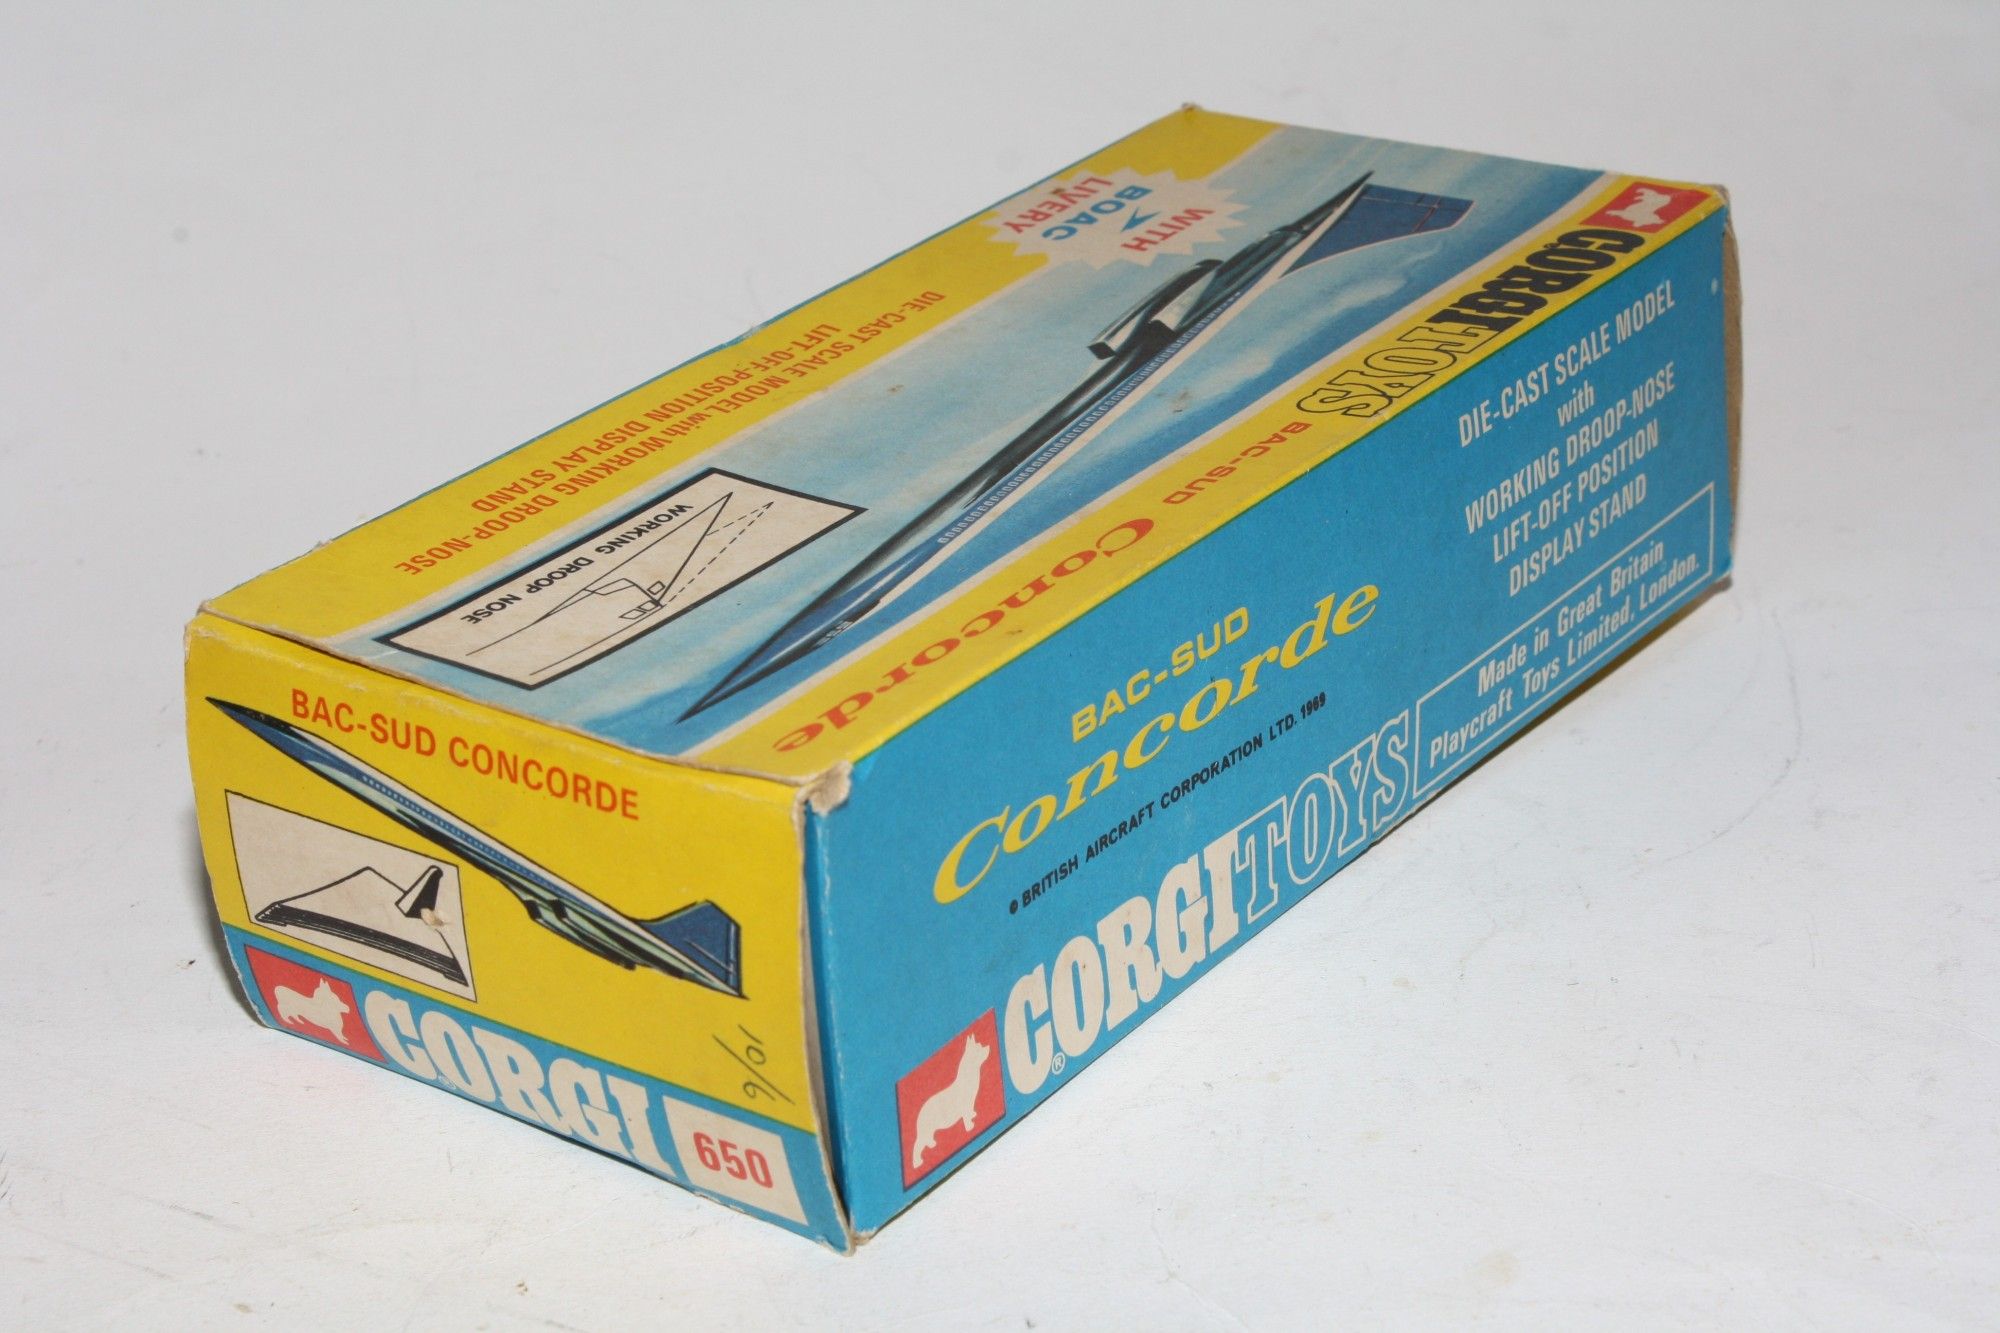 WITH
BOAC
LIVERY
DIE-CAST SCALE MODEL with WORKING DROOP-NOSE
LIFT-OFF-POSITION DISPLAY STAND
WORKING DROOP NOSE
CORGI TOYS
BAC-SUD Concorde
BAC-SUD CONCORDE
CORGI
®
650
9/01
BAC-SUD
Concorde
© BRITISH AIRCRAFT CORPORATION LTD. 1969
CORGI TOYS
®
DIE-CAST SCALE MODEL
with
WORKING DROOP-NOSE
LIFT-OFF POSITION
DISPLAY STAND
Made in Great Britain
Playcraft Toys Limited, London.